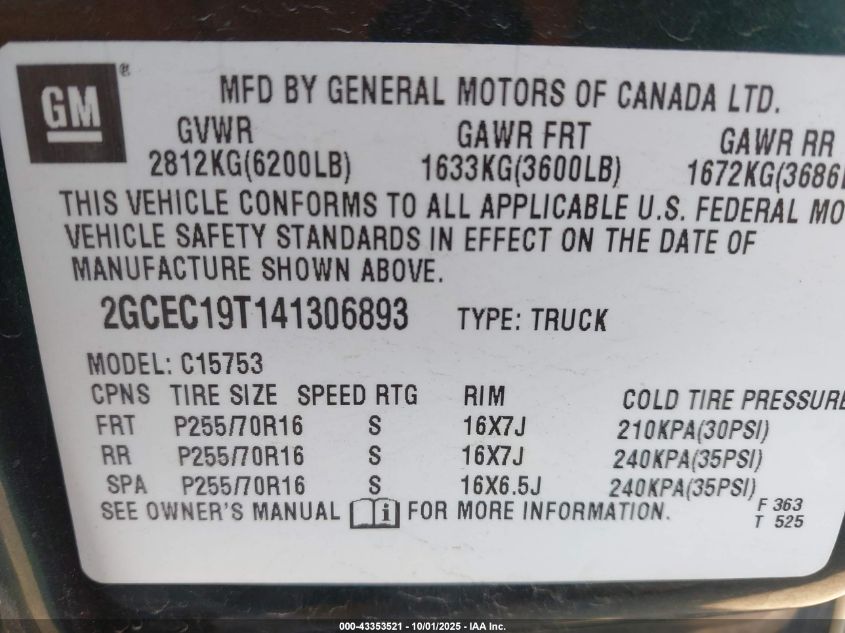 GM ®
MFD BY GENERAL MOTORS OF CANADA LTD.
GVWR GAWR FRT GAWR RR
2812KG(6200LB) 1633KG(3600LB) 1672KG(3686L
THIS VEHICLE CONFORMS TO ALL APPLICABLE U.S. FEDERAL MO
VEHICLE SAFETY STANDARDS IN EFFECT ON THE DATE OF
MANUFACTURE SHOWN ABOVE.
2GCEC19T141306893 TYPE: TRUCK
MODEL: C15753
CPNS TIRE SIZE SPEED RTG RIM COLD TIRE PRESSURE
FRT P255/70R16 S 16X7J 210KPA(30PSI)
RR P255/70R16 S 16X7J 240KPA(35PSI)
SPA P255/70R16 S 16X6.5J 240KPA(35PSI)
SEE OWNER'S MANUAL i FOR MORE INFORMATION. F 363
T 525
000-43353521 - 10/01/2025 - IAA Inc.